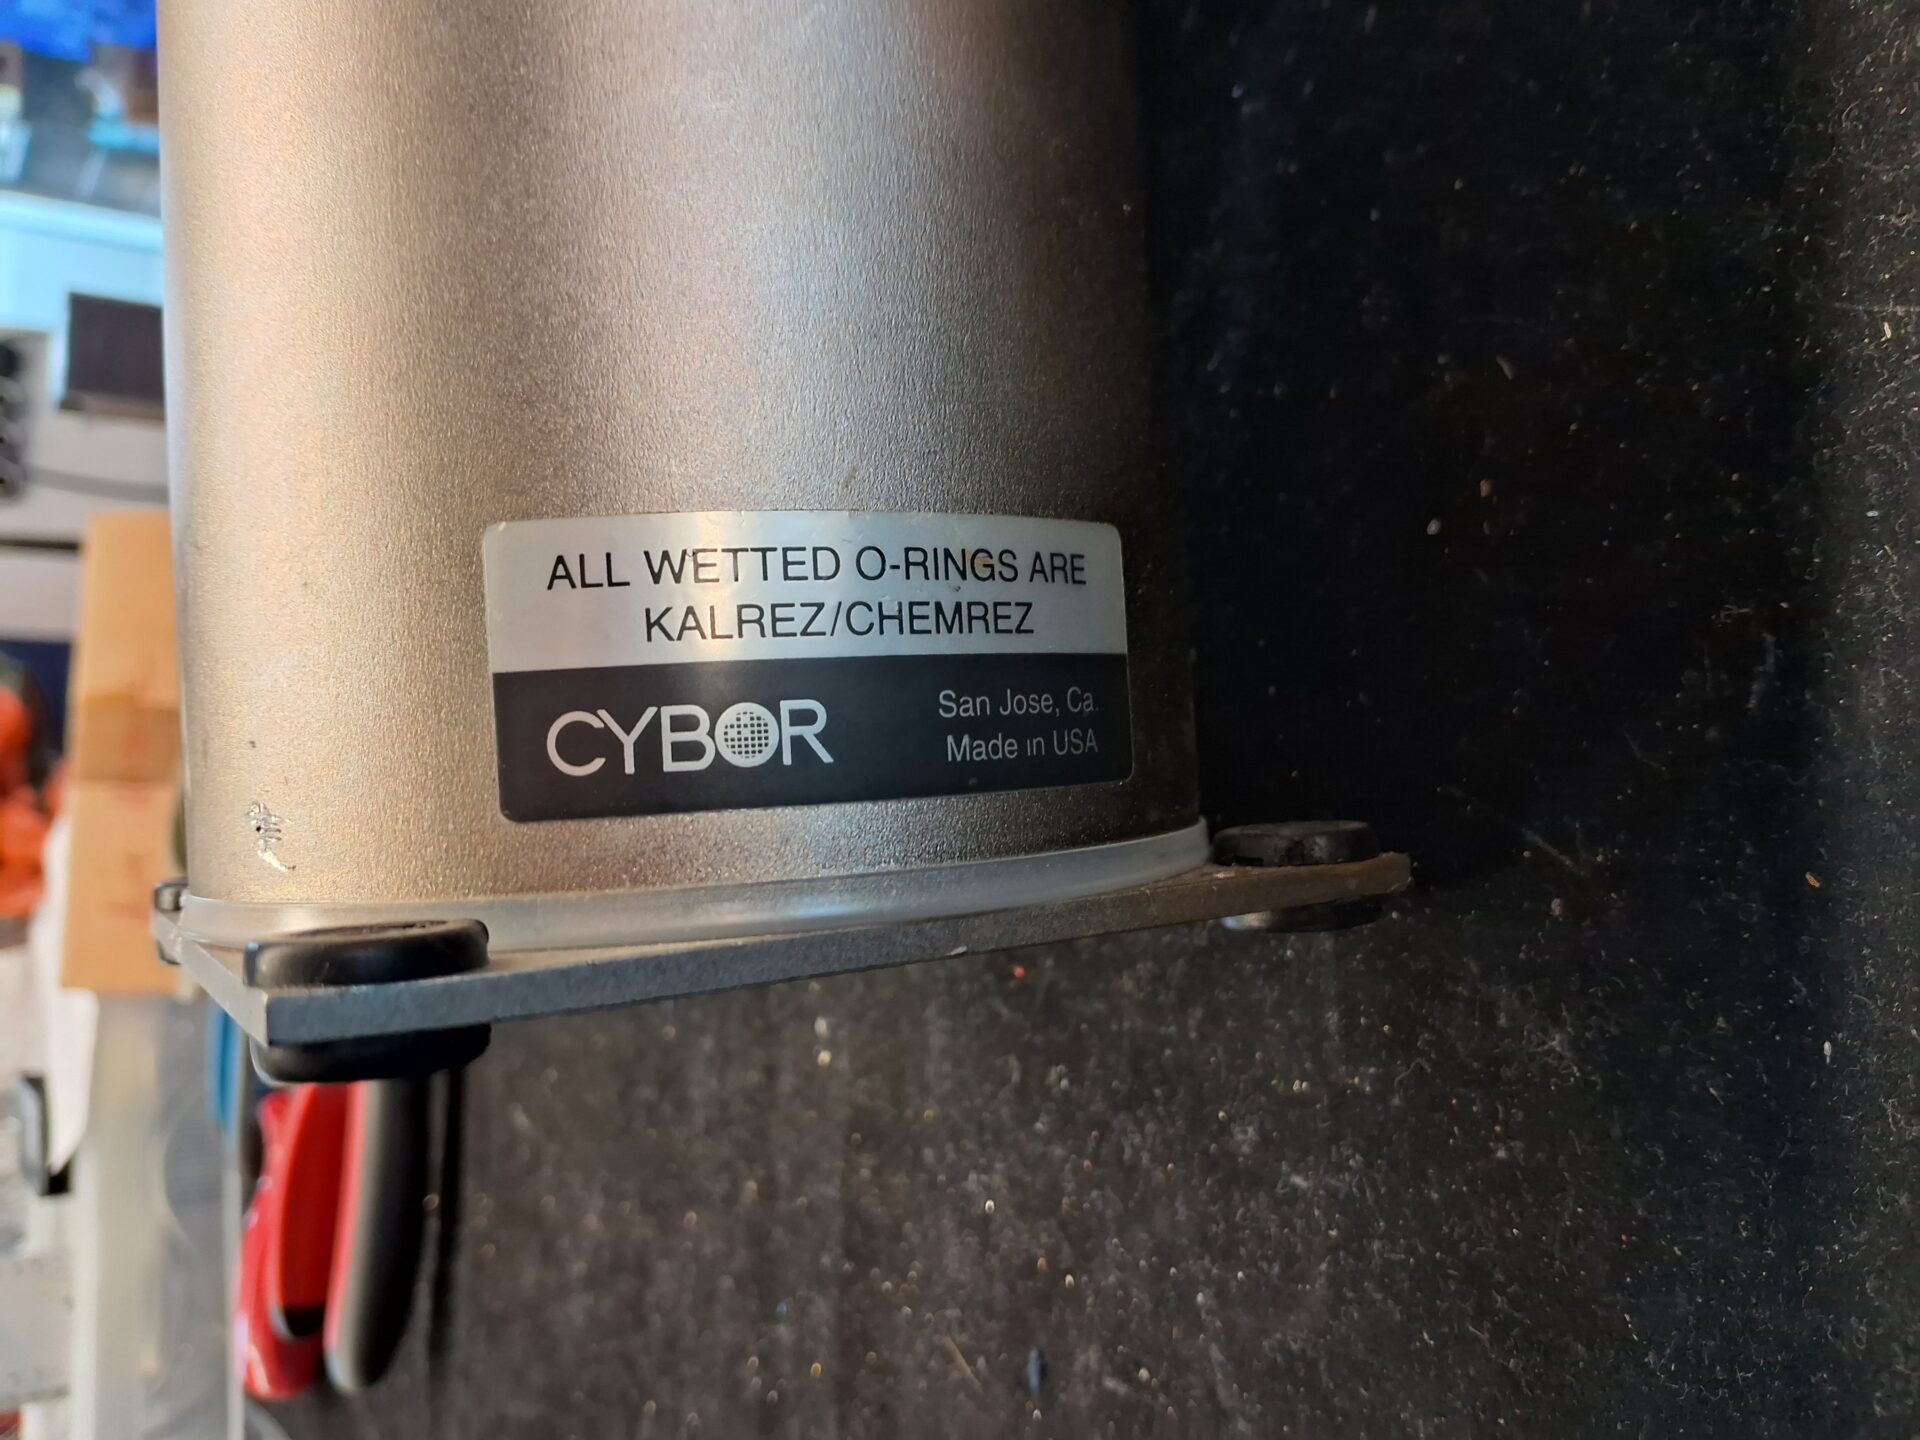 ALL WETTED O-RINGS ARE
KALREZ/CHEMREZ
CYBOR
San Jose, Ca.
Made in USA